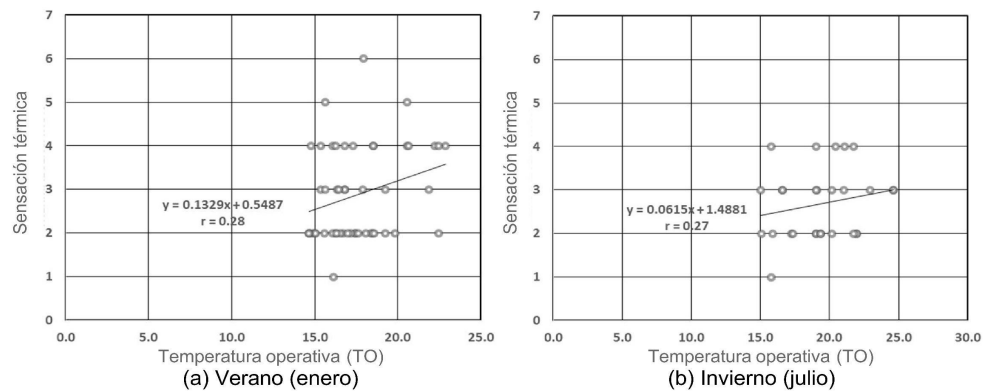 7
6
5
4
3
2
1
0
Sensación térmica
y = 0.1329x+0.5487
r = 0.28
0.0 5.0 10.0 15.0 20.0 25.0
Temperatura operativa (TO)
(a) Verano (enero)
7
6
5
4
3
2
1
0
Sensación térmica
y = 0.0615x+1.4881
r = 0.27
0.0 5.0 10.0 15.0 20.0 25.0 30.0
Temperatura operativa (TO)
(b) Invierno (julio)